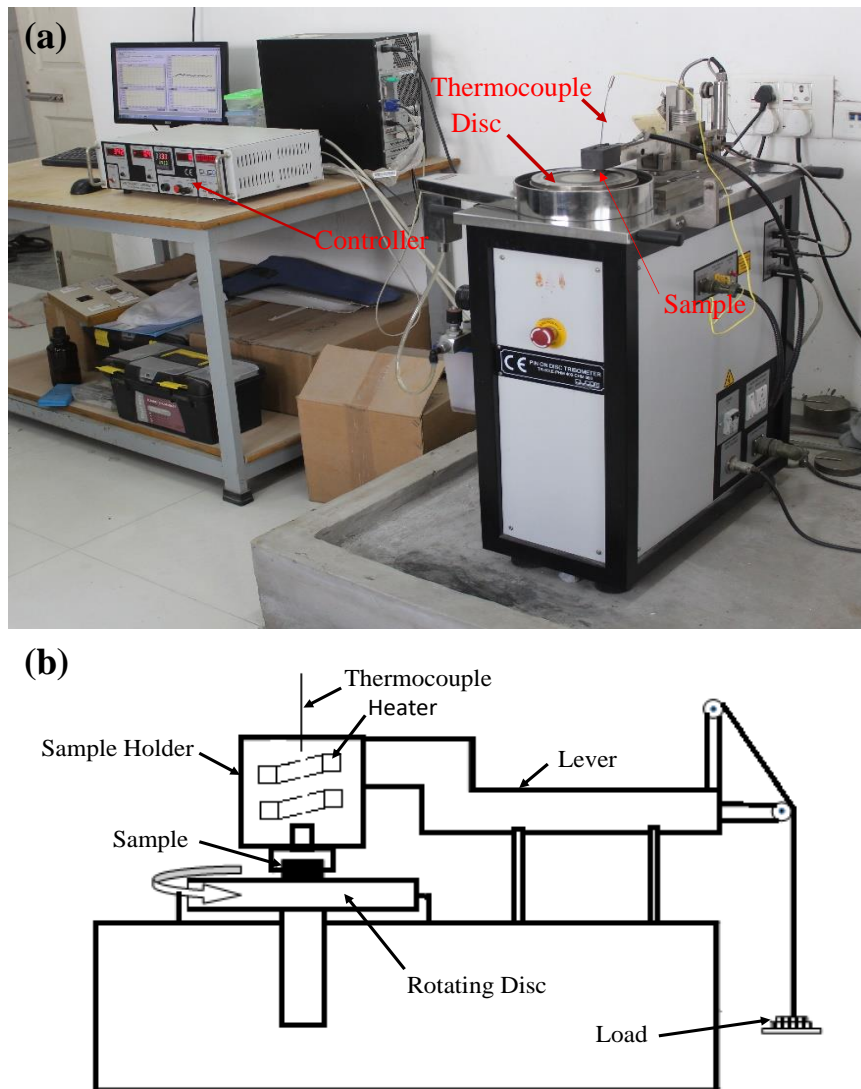 (a)
Thermocouple
Disc
Controller
Sample
CE
PIN ON DISC TRIBOMETER
(b)
Thermocouple
Heater
Sample Holder
Lever
Sample
Rotating Disc
Load